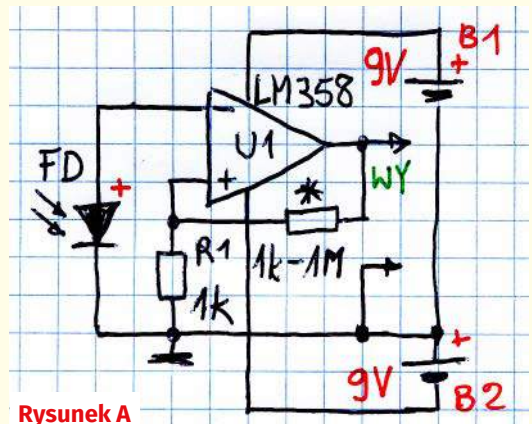 B1
9V +
LM358
−
U1
FD
+
+
*
WY
R1
1k
1k-1M
+
9V
B2
Rysunek A